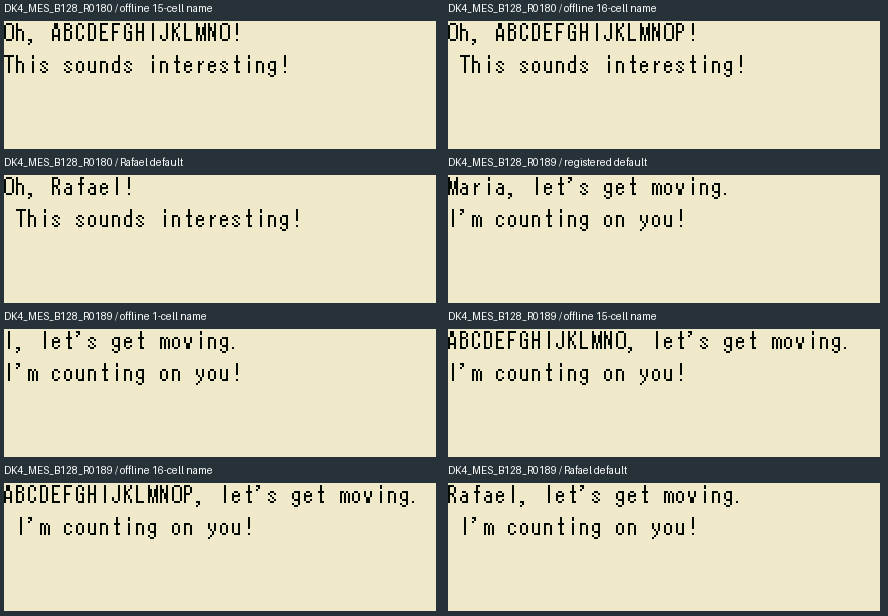 DK4_MES_B128_R0180 / offline 15-cell name
Oh, ABCDEFGHIJKLMNO!
This sounds interesting!
DK4_MES_B128_R0180 / offline 16-cell name
Oh, ABCDEFGHIJKLMNOP!
This sounds interesting!
DK4_MES_B128_R0180 / Rafael default
Oh, Rafael!
This sounds interesting!
DK4_MES_B128_R0189 / registered default
Maria, let's get moving.
I'm counting on you!
DK4_MES_B128_R0189 / offline 1-cell name
I, let's get moving.
I'm counting on you!
DK4_MES_B128_R0189 / offline 15-cell name
ABCDEFGHIJKLMNO, let's get moving.
I'm counting on you!
DK4_MES_B128_R0189 / offline 16-cell name
ABCDEFGHIJKLMNOP, let's get moving.
I'm counting on you!
DK4_MES_B128_R0189 / Rafael default
Rafael, let's get moving.
I'm counting on you!